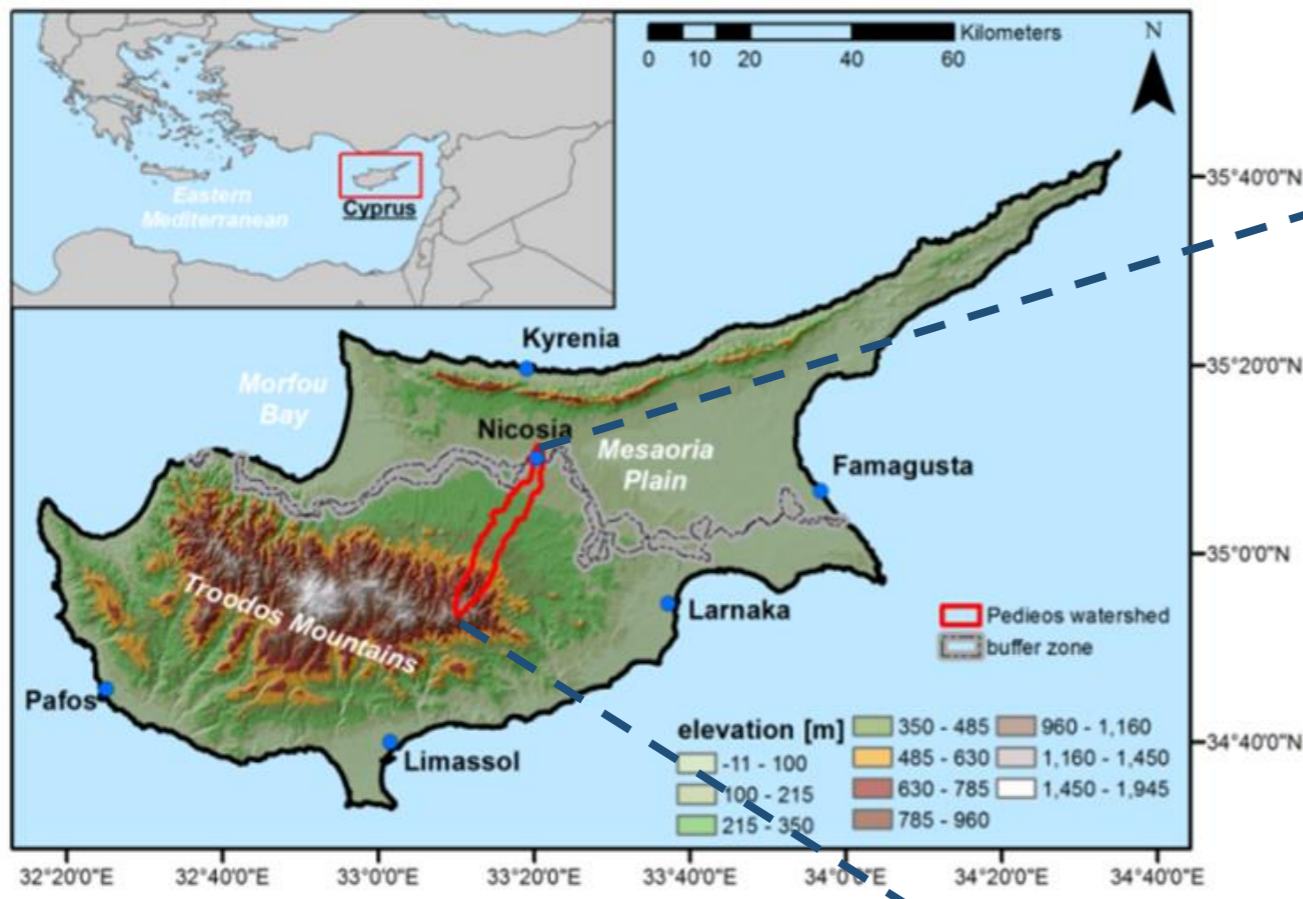 Kilometers
0 10 20 40 60
N
Eastern
Mediterranean
Cyprus
35°40'0"N
Kyrenia
35°20'0"N
Morfou
Bay
Nicosia
Mesaoria
Plain
Famagusta
35°0'0"N
Troodos Mountains
Larnaka
Pedieos watershed
buffer zone
Pafos
Limassol
34°40'0"N
elevation [m]
-11 - 100
100 - 215
215 - 350
350 - 485
485 - 630
630 - 785
785 - 960
960 - 1,160
1,160 - 1,450
1,450 - 1,945
32°20'0"E 32°40'0"E 33°0'0"E 33°20'0"E 33°40'0"E 34°0'0"E 34°20'0"E 34°40'0"E